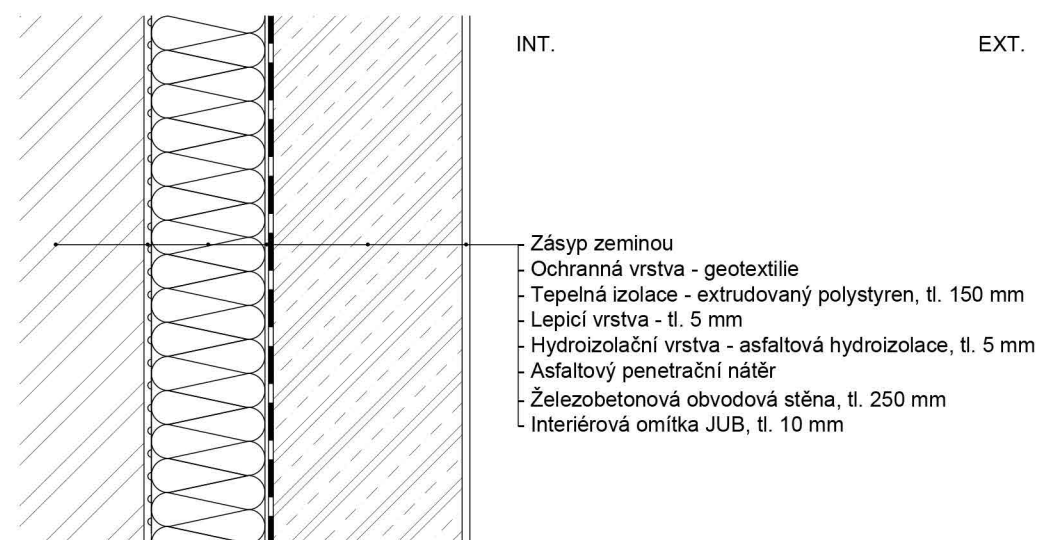 INT. EXT.
- Zásyp zeminou
- Ochranná vrstva - geotextilie
- Tepelná izolace - extrudovaný polystyren, tl. 150 mm
- Lepicí vrstva - tl. 5 mm
- Hydroizolační vrstva - asfaltová hydroizolace, tl. 5 mm
- Asfaltový penetrační nátěr
- Železobetonová obvodová stěna, tl. 250 mm
- Interiérová omítka JUB, tl. 10 mm